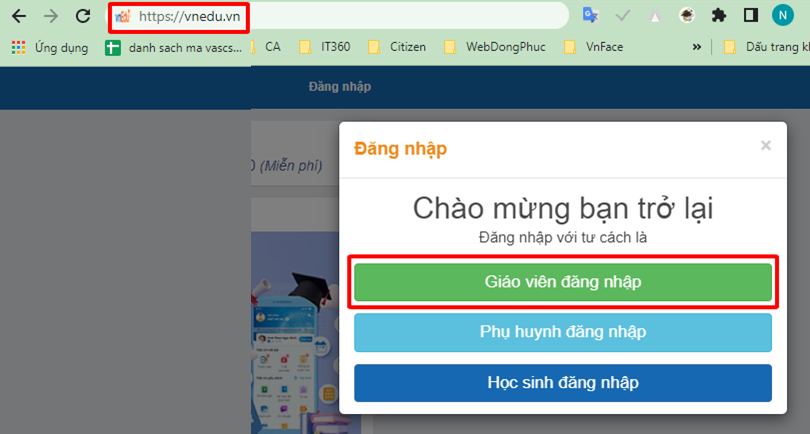 https://vnedu.vn
N
Ứng dụng
danh sach ma vascs...
CA
IT360
Citizen
WebDongPhuc
VnFace
»
Dấu trang kh
Đăng nhập
(Miễn phí)
Đăng nhập
×
Chào mừng bạn trở lại
Đăng nhập với tư cách là
Giáo viên đăng nhập
Phụ huynh đăng nhập
Học sinh đăng nhập